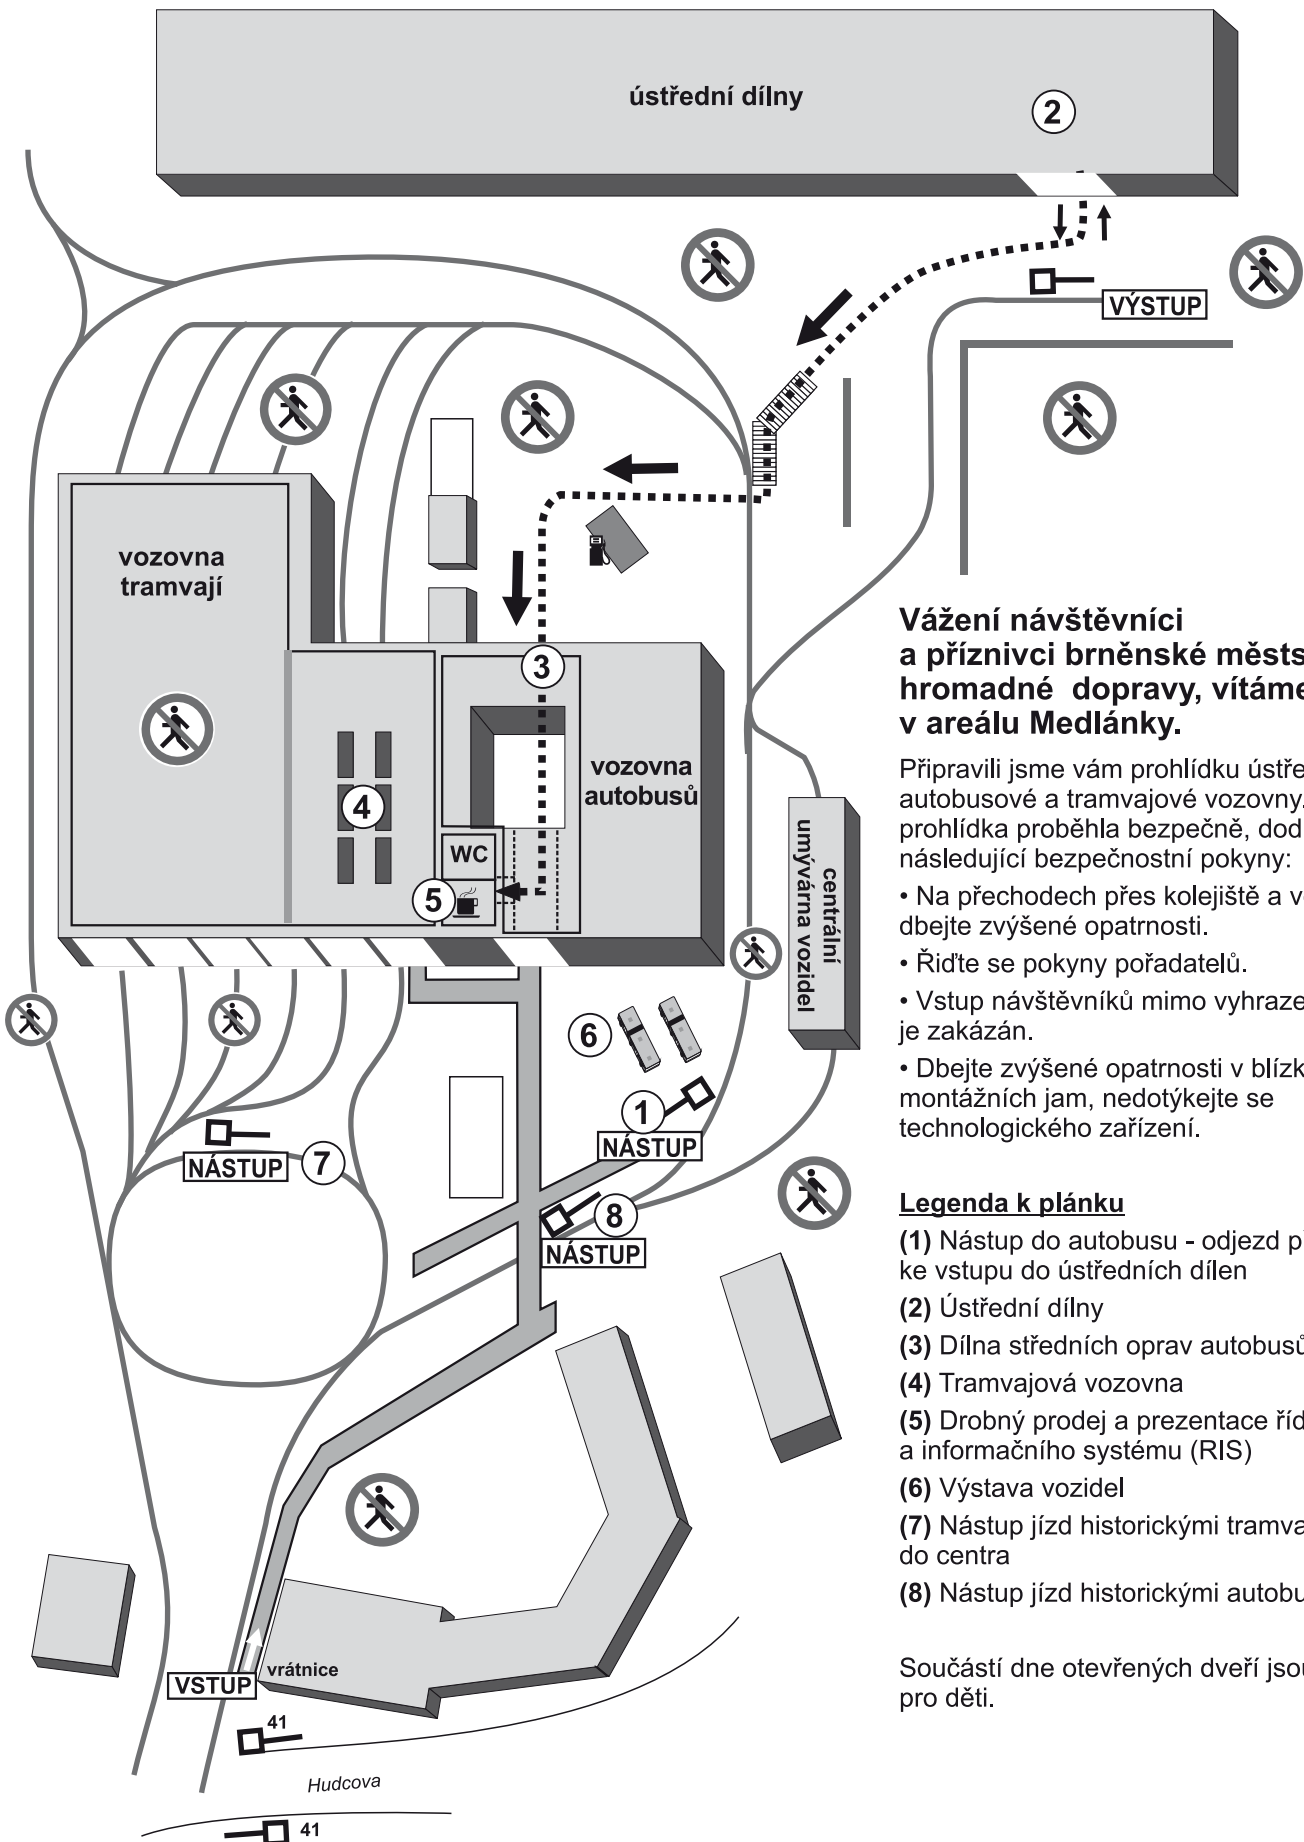 ústřední dílny
2
VÝSTUP
vozovna
tramvají
3
vozovna
autobusů
4
WC
5
centrální
umývárna vozidel
6
1
NÁSTUP
7
NÁSTUP
8
NÁSTUP
VSTUP
vrátnice
41
Hudcova
41
Vážení návštěvníci
a příznivci brněnské městs
hromadné dopravy, vítáme
v areálu Medlánky.
Připravili jsme vám prohlídku ústře
autobusové a tramvajové vozovny.
prohlídka proběhla bezpečně, dod
následující bezpečnostní pokyny:
• Na přechodech přes kolejiště a v
dbejte zvýšené opatrnosti.
• Řiďte se pokyny pořadatelů.
• Vstup návštěvníků mimo vyhraze
je zakázán.
• Dbejte zvýšené opatrnosti v blízk
montážních jam, nedotýkejte se
technologického zařízení.
Legenda k plánku
(1) Nástup do autobusu - odjezd p
ke vstupu do ústředních dílen
(2) Ústřední dílny
(3) Dílna středních oprav autobusů
(4) Tramvajová vozovna
(5) Drobný prodej a prezentace říd
a informačního systému (RIS)
(6) Výstava vozidel
(7) Nástup jízd historickými tramva
do centra
(8) Nástup jízd historickými autobu
Součástí dne otevřených dveří jsou
pro děti.